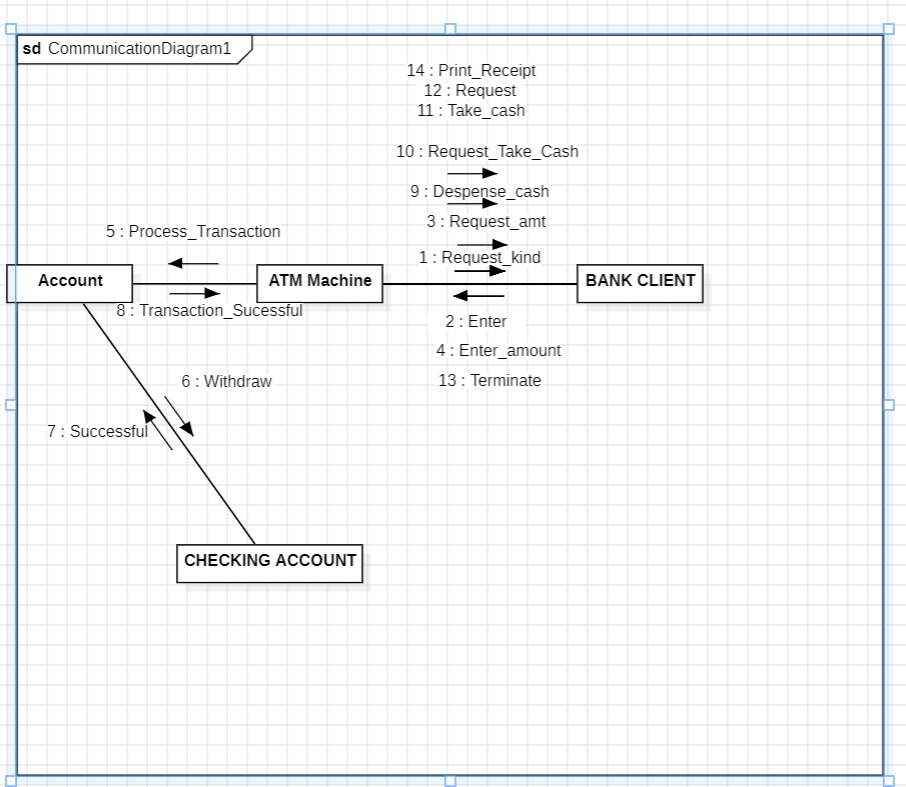 sd CommunicationDiagram1
14 : Print_Receipt
12 : Request
11 : Take_cash
10 : Request_Take_Cash
9 : Despense_cash
3 : Request_amt
5 : Process_Transaction
1 : Request_kind
Account
ATM Machine
BANK CLIENT
8 : Transaction_Sucessful
2 : Enter
4 : Enter_amount
13 : Terminate
6 : Withdraw
7 : Successful
CHECKING ACCOUNT